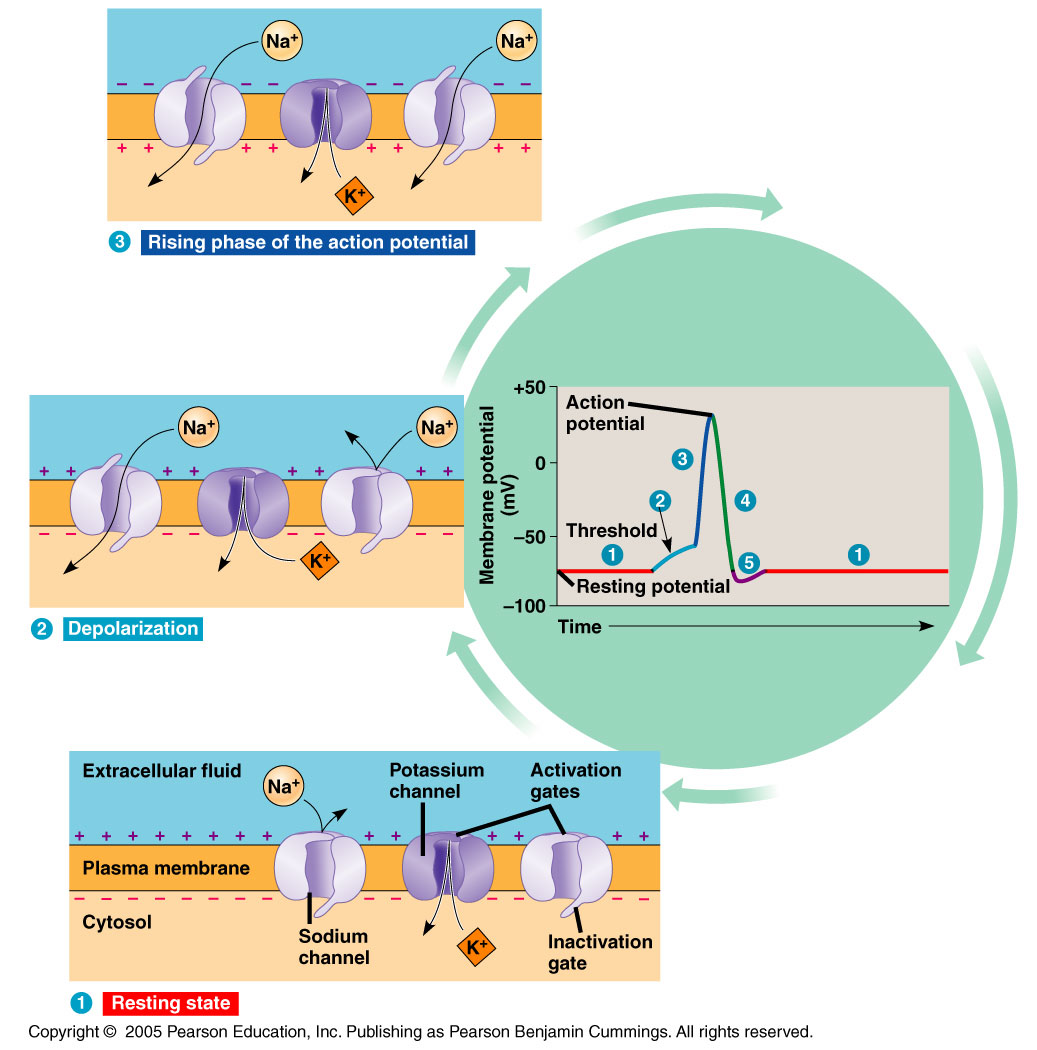 Na+
Na+
K+
3 Rising phase of the action potential
Na+
Na+
K+
2 Depolarization
+50
Action
potential
0
3
2
4
Membrane potential
(mV)
–50
Threshold
1
5
1
Resting potential
–100
Time
Extracellular fluid
Na+
Potassium
channel
Activation
gates
Plasma membrane
Cytosol
Sodium
channel
K+
Inactivation
gate
1 Resting state
Copyright © 2005 Pearson Education, Inc. Publishing as Pearson Benjamin Cummings. All rights reserved.